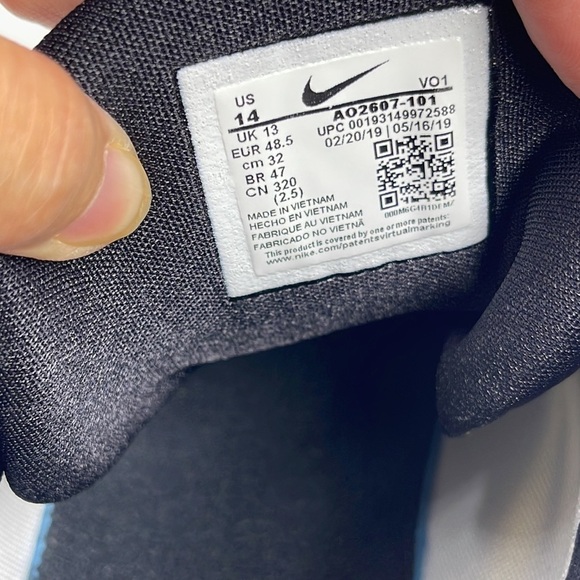 US
14
UK 13
EUR 48.5
cm 32
BR 47
CN 320
(2.5)
VO1
AO2607-101
UPC 00193149972588
02/20/19 | 05/16/19
MADE IN VIETNAM
HECHO EN VIETNAM
FABRIQUE AU VIETNAM
FABRICADO NO VIETNÃ
This product is covered by one or more patents:
www.nike.com/patentsvirtualmarking